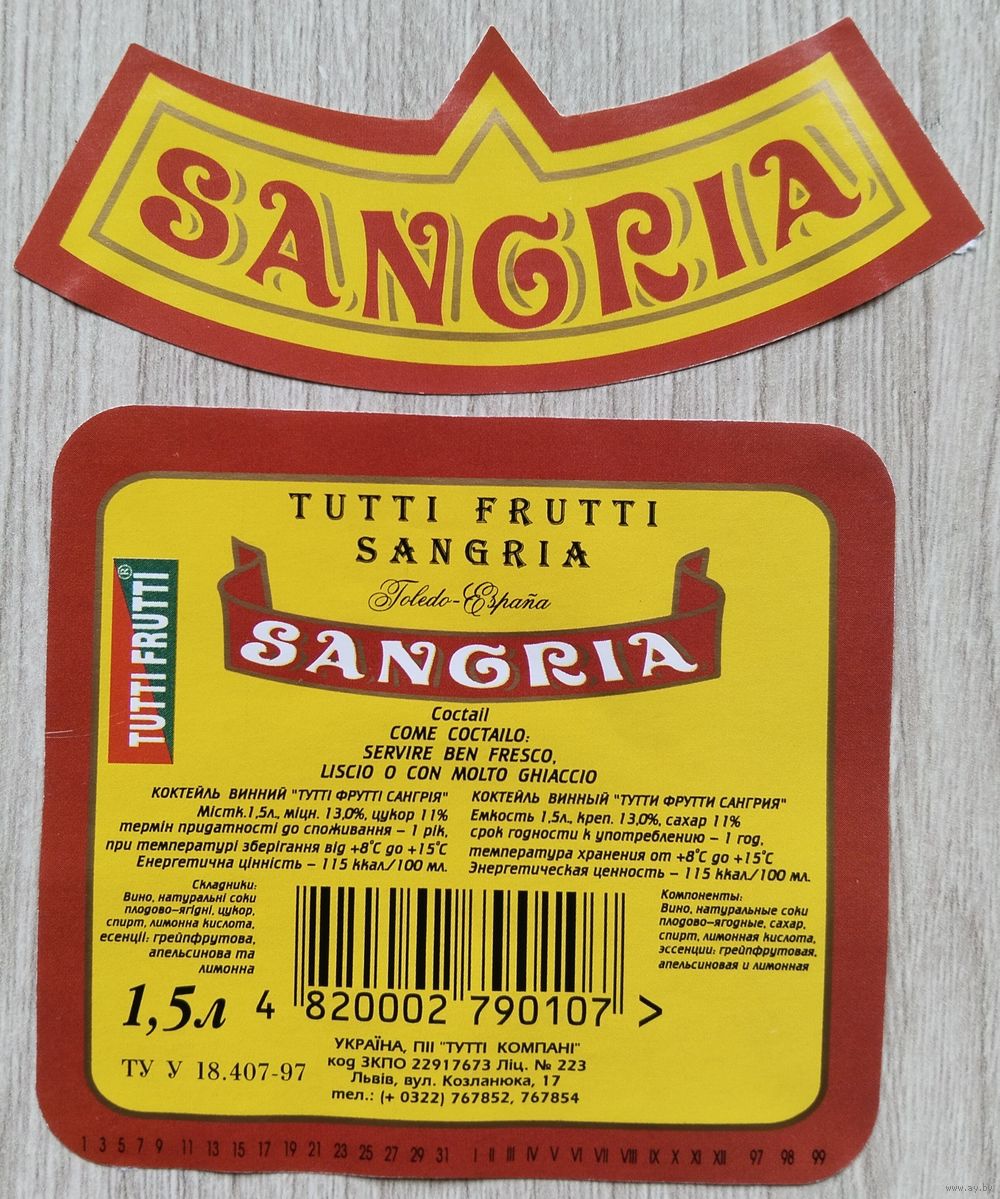 SANGRIA
TUTTI FRUTTI
SANGRIA
Toledo-España
SANGRIA
TUTTI FRUTTI®
Coctail
COME COCTAILO:
SERVIRE BEN FRESCO,
LISCIO O CON MOLTO GHIACCIO
КОКТЕЙЛЬ ВИННИЙ "ТУТТІ ФРУТТІ САНГРІЯ"
Містк.1,5л., міцн. 13,0%, цукор 11%
термін придатності до споживання – 1 рік,
при температурі зберігання від +8˚С до +15˚С
Енергетична цінність – 115 ккал/100 мл.
КОКТЕЙЛЬ ВИННЫЙ "ТУТТИ ФРУТТИ САНГРИЯ"
Емкость 1,5л., креп. 13,0%, сахар 11%
срок годности к употреблению – 1 год,
температура хранения от +8˚С до +15˚С
Энергетическая ценность – 115 ккал/100 мл.
Складники:
Вино, натуральні соки
плодово–ягідні, цукор,
спирт, лимонна кислота,
есенції: грейпфрутова,
апельсинова та
лимонна
Компоненты:
Вино, натуральные соки
плодово–ягодные, сахар,
спирт, лимонная кислота,
эссенции: грейпфрутовая,
апельсиновая и лимонная
1,5л
4 820002 790107 >
ТУ У 18.407-97
УКРАЇНА, ПІІ "ТУТТІ КОМПАНІ"
код ЗКПО 22917673 Ліц. № 223
Львів, вул. Козланюка, 17
тел.: (+ 0322) 767852, 767854
1 3 5 7 9 11 13 15 17 19 21 23 25 27 29 31 I II III IV V VI VII VIII IX X XI XII 97 98 99
www.ay.by